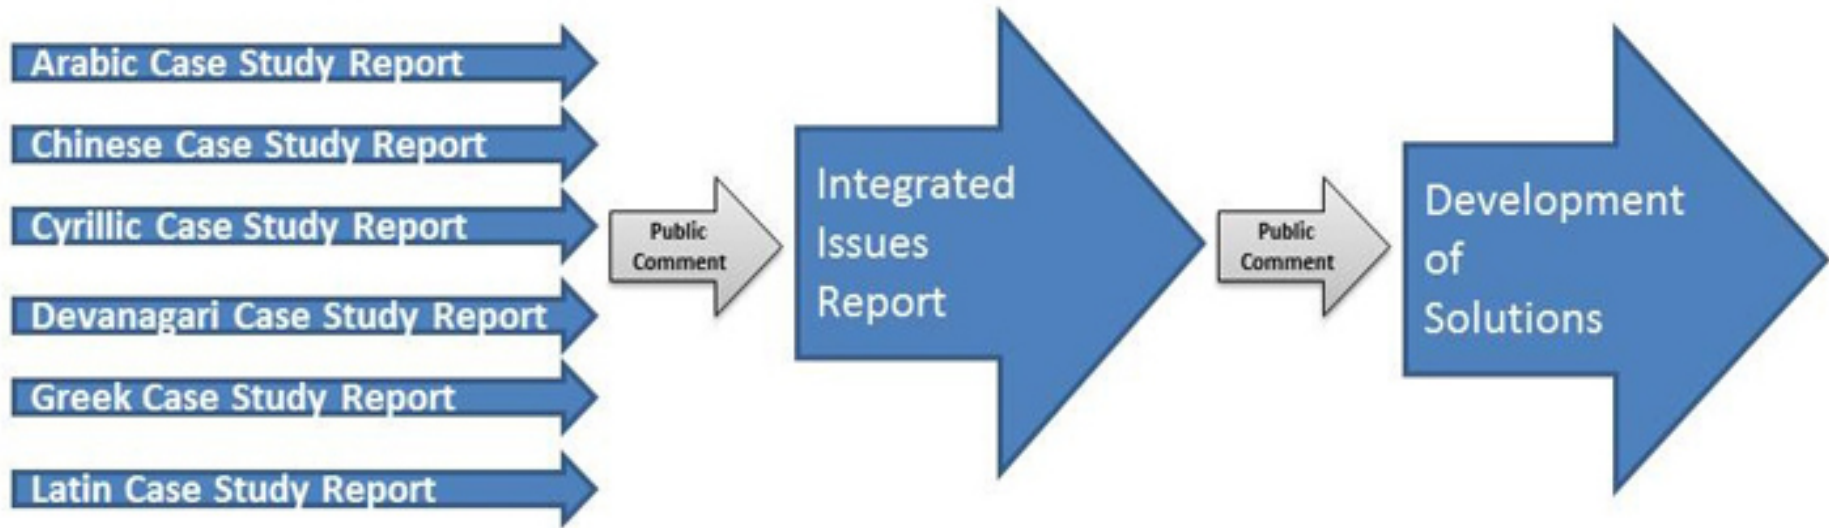 Arabic Case Study Report
Chinese Case Study Report
Cyrillic Case Study Report
Devanagari Case Study Report
Greek Case Study Report
Latin Case Study Report
Public
Comment
Integrated
Issues
Report
Public
Comment
Development
of
Solutions